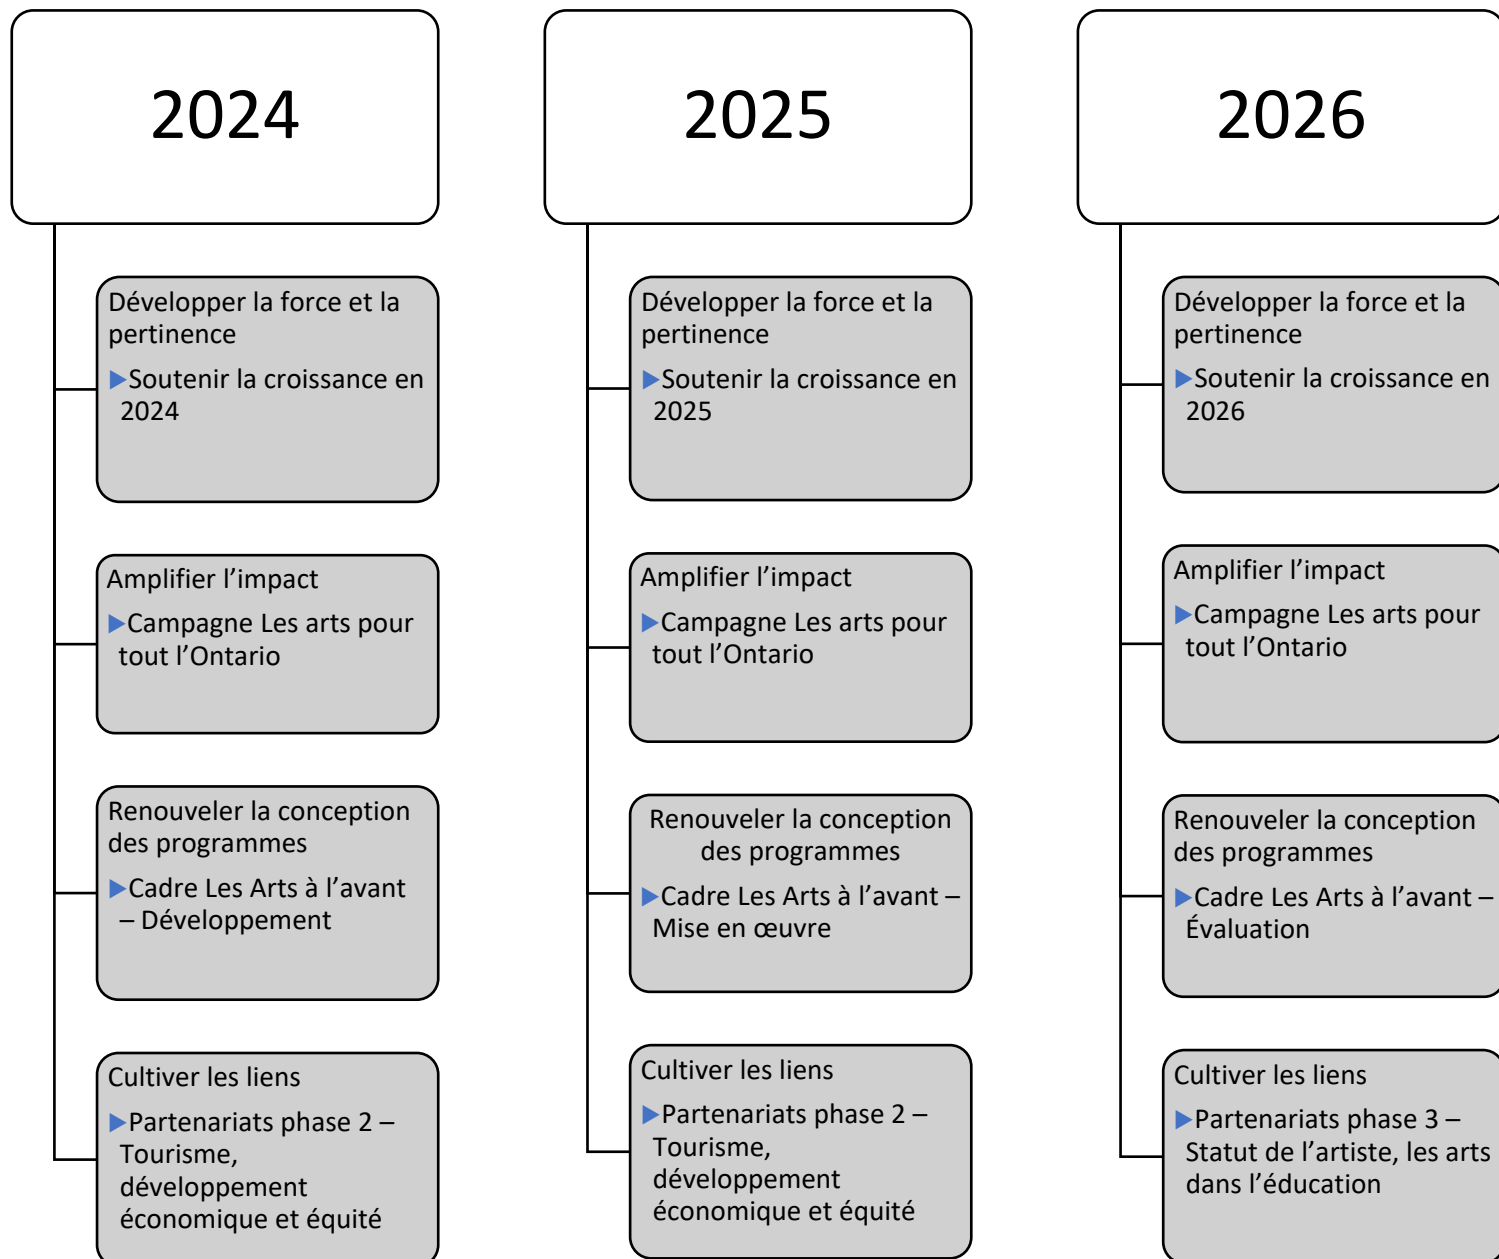 2024
Développer la force et la
pertinence
▶Soutenir la croissance en
2024
Amplifier l’impact
▶Campagne Les arts pour
tout l’Ontario
Renouveler la conception
des programmes
▶Cadre Les Arts à l’avant
– Développement
Cultiver les liens
▶Partenariats phase 2 –
Tourisme,
développement
économique et équité
2025
Développer la force et la
pertinence
▶Soutenir la croissance en
2025
Amplifier l’impact
▶Campagne Les arts pour
tout l’Ontario
Renouveler la conception
des programmes
▶Cadre Les Arts à l’avant –
Mise en œuvre
Cultiver les liens
▶Partenariats phase 2 –
Tourisme,
développement
économique et équité
2026
Développer la force et la
pertinence
▶Soutenir la croissance en
2026
Amplifier l’impact
▶Campagne Les arts pour
tout l’Ontario
Renouveler la conception
des programmes
▶Cadre Les Arts à l’avant –
Évaluation
Cultiver les liens
▶Partenariats phase 3 –
Statut de l’artiste, les arts
dans l’éducation